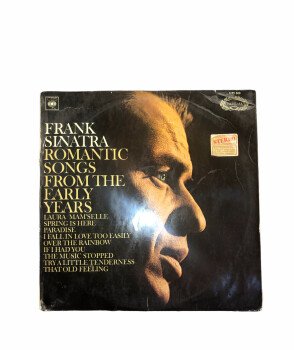 CBS
FRANK
SINATRA
ROMANTIC
SONGS
FROM THE
EARLY
YEARS
LAURA MAM'SELLE
SPRING IS HERE
PARADISE
I FALL IN LOVE TOO EASILY
OVER THE RAINBOW
IF I HAD YOU
THE MUSIC STOPPED
TRY A LITTLE TENDERNESS
THAT OLD FEELING